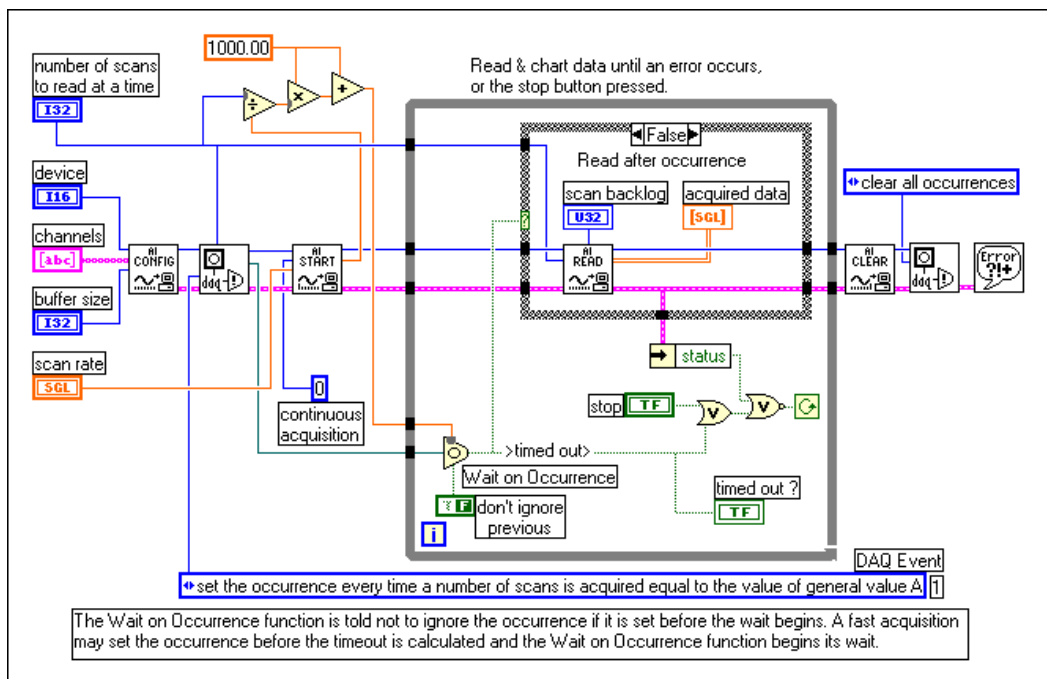 1000.00
number of scans
to read at a time
I32
÷
×
+
Read & chart data until an error occurs,
or the stop button pressed.
False
Read after occurrence
device
I16
scan backlog
acquired data
U32
[SGL]
clear all occurrences
channels
[abc]
?
AI
CONFIG
ddq
AI
START
AI
READ
AI
CLEAR
ddq
Error
?!+
buffer size
I32
scan rate
SGL
status
0
continuous
acquisition
stop
TF
V
V
>timed out>
Wait on Occurrence
timed out ?
TF
? F
don't ignore
previous
i
DAQ Event
set the occurrence every time a number of scans is acquired equal to the value of general value A
1
The Wait on Occurrence function is told not to ignore the occurrence if it is set before the wait begins. A fast acquisition
may set the occurrence before the timeout is calculated and the Wait on Occurrence function begins its wait.